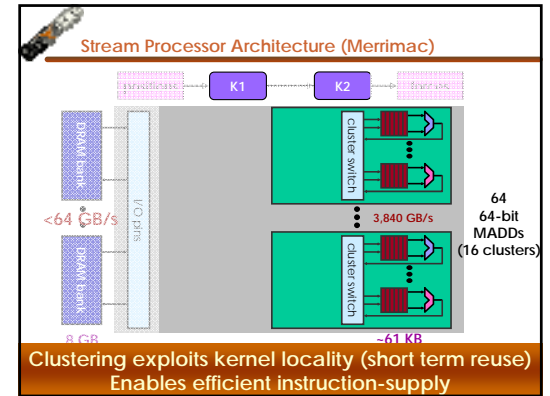 Stream Processor Architecture (Merrimac)
positions
K1
K2
forces
DRAM bank
<64 GB/s
DRAM bank
8 GB
I/O pins
cluster switch
3,840 GB/s
cluster switch
~61 KB
64
64-bit
MADDs
(16 clusters)
Clustering exploits kernel locality (short term reuse)
Enables efficient instruction-supply